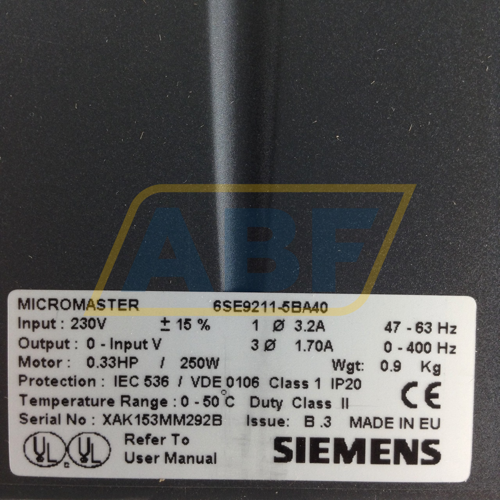 ABF
MICROMASTER 6SE9211-5BA40
Input : 230V ± 15 % 1 Ø 3.2A 47 - 63 Hz
Output : 0 - Input V 3 Ø 1.70A 0 - 400 Hz
Motor : 0.33HP / 250W Wgt: 0.9 Kg
Protection : IEC 536 / VDE 0106 Class 1 IP20
Temperature Range : 0 - 50°C Duty Class II CE
Serial No : XAK153MM292B Issue: B .3 MADE IN EU
UL UL Refer To
User Manual SIEMENS